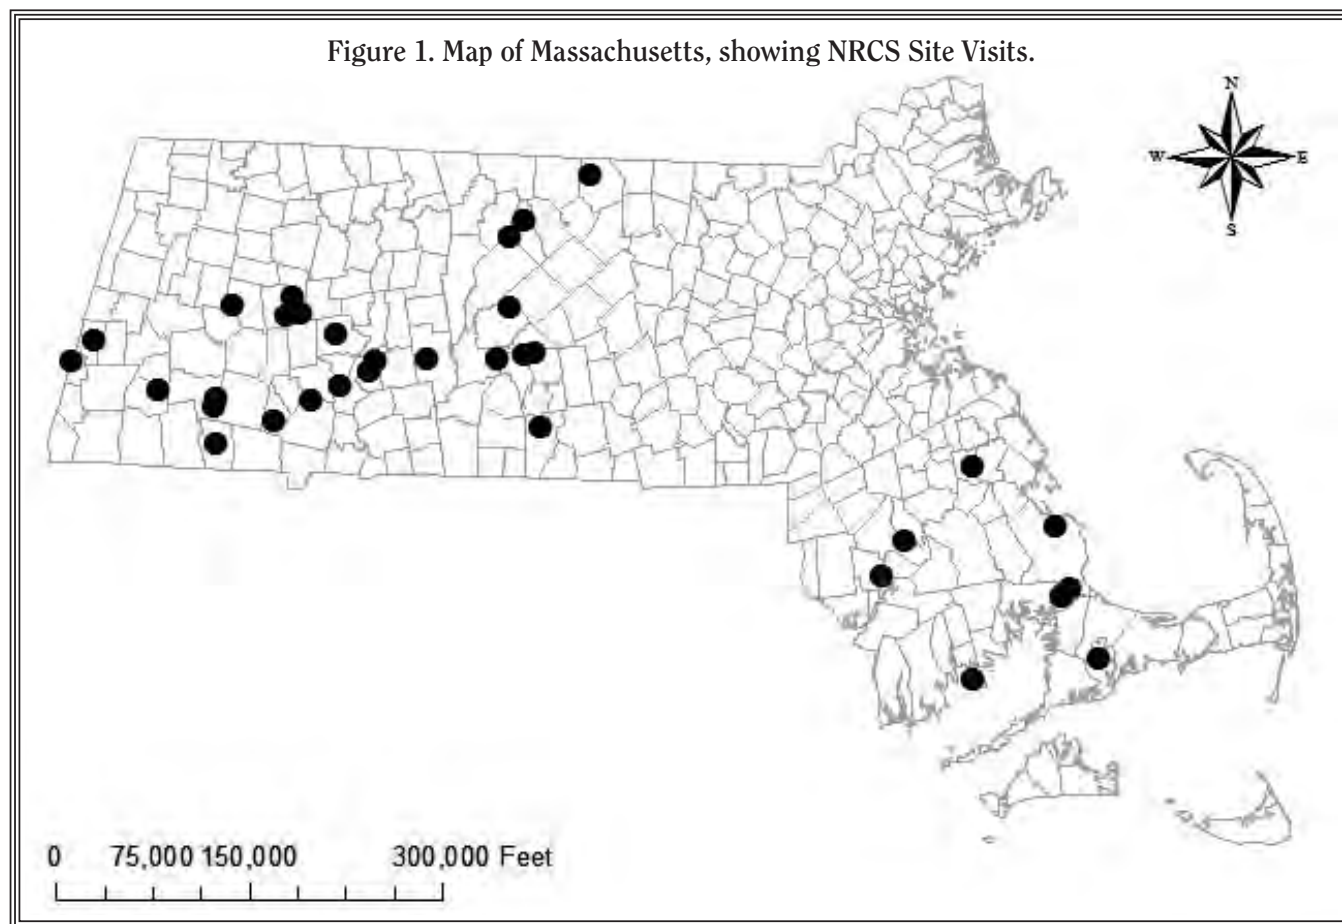 Figure 1. Map of Massachusetts, showing NRCS Site Visits.
N
W E
S
0 75,000 150,000 300,000 Feet